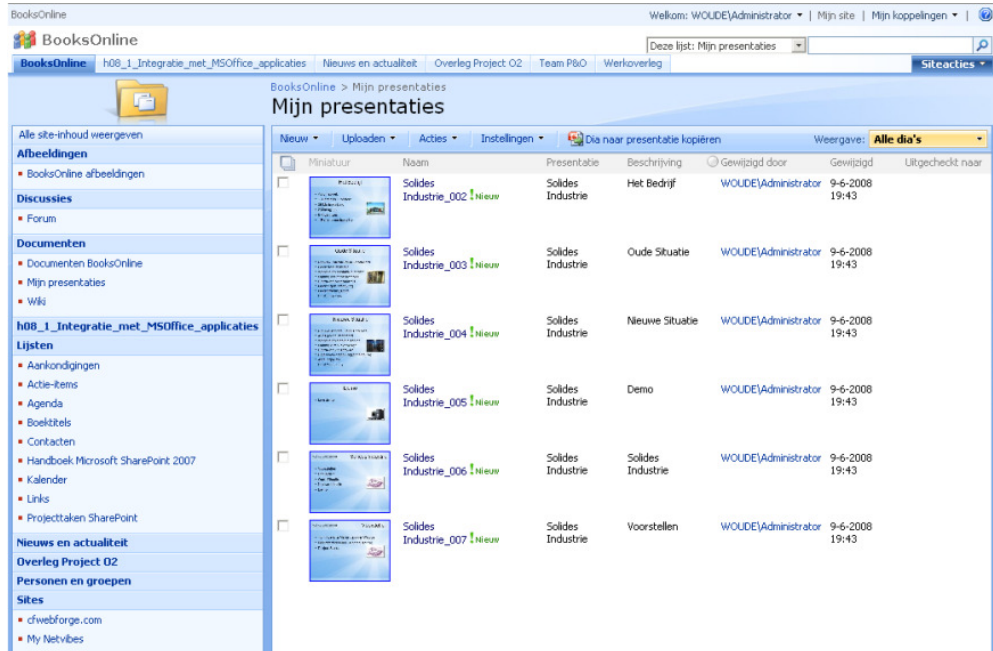 BooksOnline
Welkom: WOUDE\Administrator | Mijn site | Mijn koppelingen |
BooksOnline
Deze lijst: Mijn presentaties
BooksOnline h08_1_Integratie_met_MSOffice_applicaties Nieuws en actualiteit Overleg Project O2 Team P&O Werkoverleg Siteacties
BooksOnline > Mijn presentaties
Mijn presentaties
Alle site-inhoud weergeven
Afbeeldingen
BooksOnline afbeeldingen
Discussies
Forum
Documenten
Documenten BooksOnline
Mijn presentaties
Wiki
h08_1_Integratie_met_MSOffice_applicaties
Lijsten
Aankondigingen
Actie-items
Agenda
Boektitels
Contacten
Handboek Microsoft SharePoint 2007
Kalender
Links
Projecttaken SharePoint
Nieuws en actualiteit
Overleg Project O2
Personen en groepen
Sites
cfwebforge.com
My Netvibes
Nieuw Uploaden Acties Instellingen Dia naar presentatie kopiëren Weergave: Alle dia's
Miniatuur Naam Presentatie Beschrijving Gewijzigd door Gewijzigd Uitgecheckt naar
Solides Solides Het Bedrijf WOUDE\Administrator 9-6-2008
Industrie_002 ! Nieuw Industrie 19:43
Solides Solides Oude Situatie WOUDE\Administrator 9-6-2008
Industrie_003 ! Nieuw Industrie 19:43
Solides Solides Nieuwe Situatie WOUDE\Administrator 9-6-2008
Industrie_004 ! Nieuw Industrie 19:43
Solides Solides Demo WOUDE\Administrator 9-6-2008
Industrie_005 ! Nieuw Industrie 19:43
Solides Solides Solides WOUDE\Administrator 9-6-2008
Industrie_006 ! Nieuw Industrie Industrie 19:43
Solides Solides Voorstellen WOUDE\Administrator 9-6-2008
Industrie_007 ! Nieuw Industrie 19:43